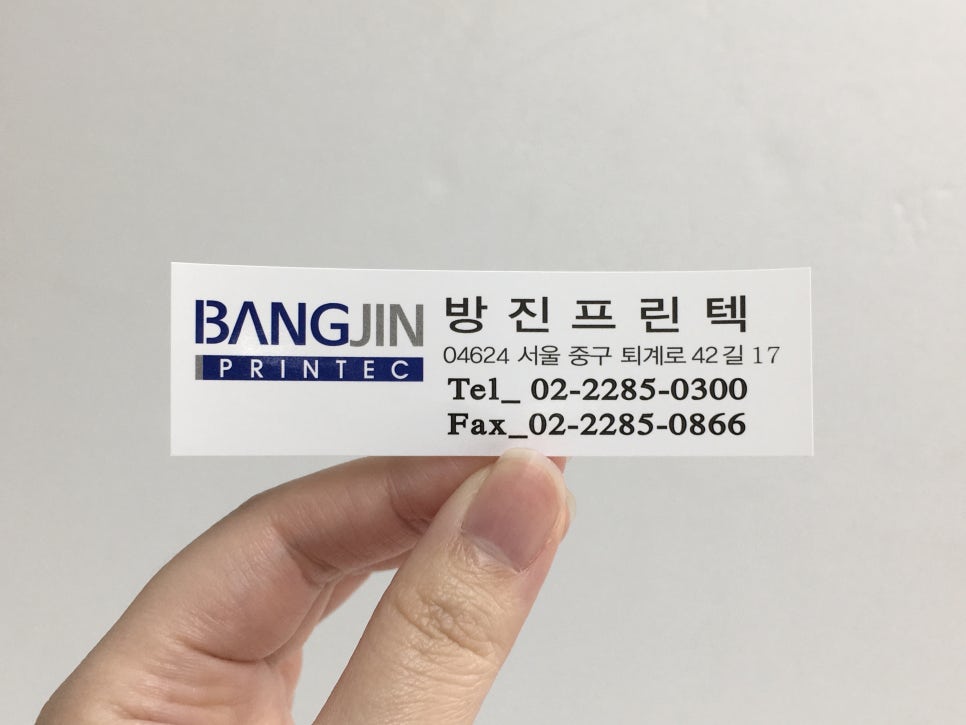 BANGJIN
PRINTEC
방진프린텍
04624 서울 중구 퇴계로 42길 17
Tel_ 02-2285-0300
Fax_02-2285-0866